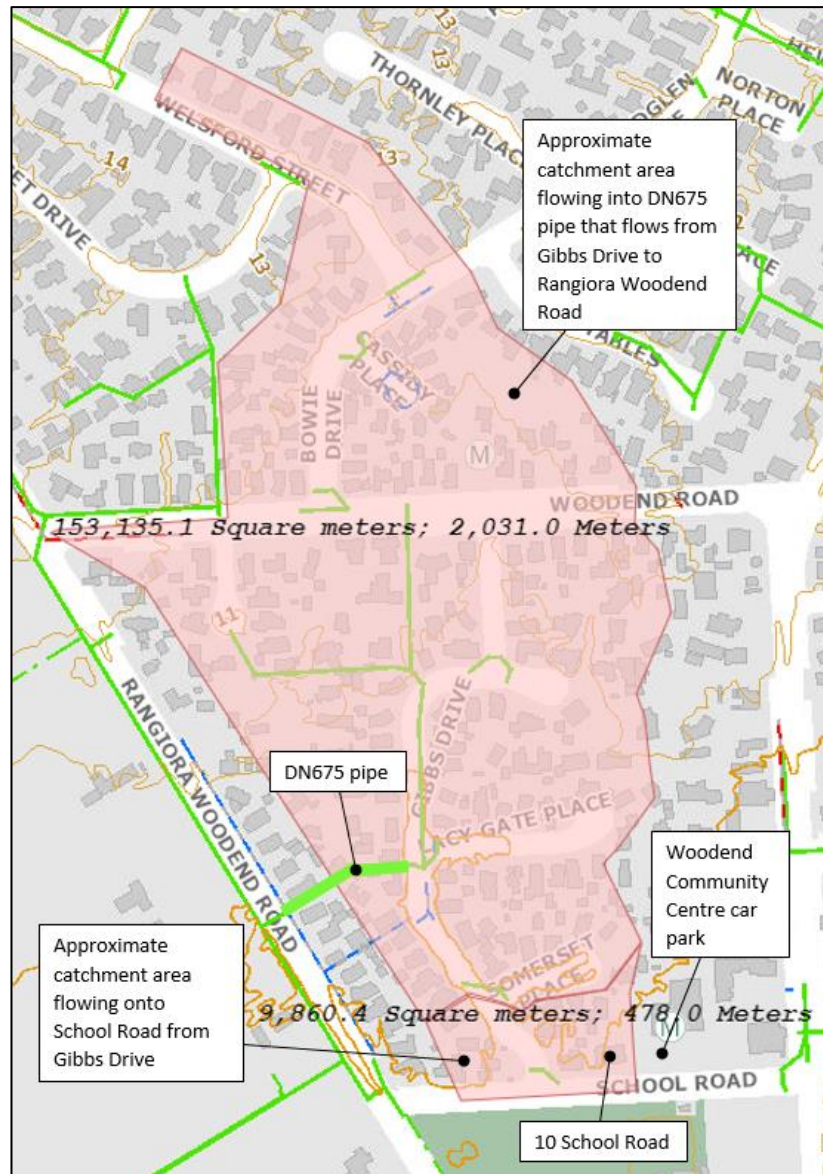 THORNLEY PLACE
NORTON
PLACE
WELSFORD STREET
14
13
13
13
13
Approximate
catchment area
flowing into DN675
pipe that flows from
Gibbs Drive to
Rangiora Woodend
Road
CASSIDY
PLACE
BOWIE
DRIVE
M
WOODEND ROAD
153,135.1 Square meters; 2,031.0 Meters
11
RANGIORA WOODEND ROAD
GIBBS DRIVE
DN675 pipe
LACY GATE PLACE
Woodend
Community
Centre car
park
Approximate
catchment area
flowing onto
School Road from
Gibbs Drive
SOMERSET
PLACE
9,860.4 Square meters; 478.0 Meters
M
SCHOOL ROAD
10 School Road